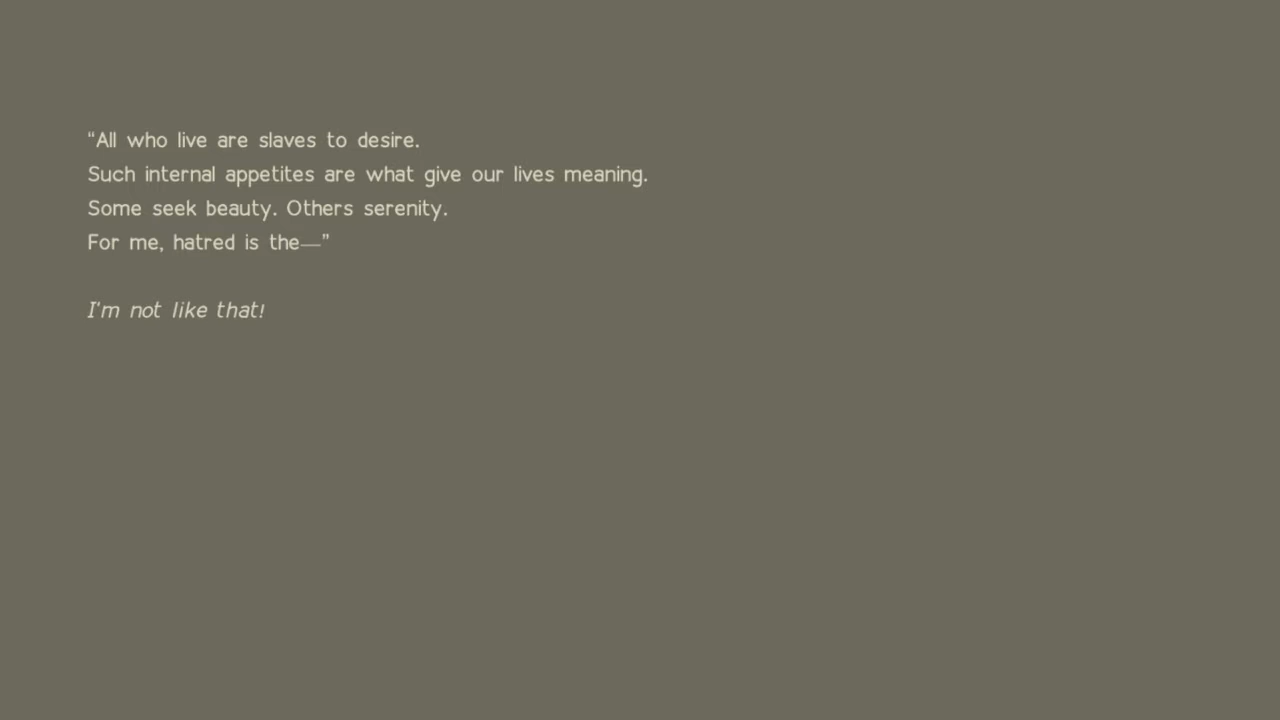 “All who live are slaves to desire.
Such internal appetites are what give our lives meaning.
Some seek beauty. Others serenity.
For me, hatred is the—”
I'm not like that!